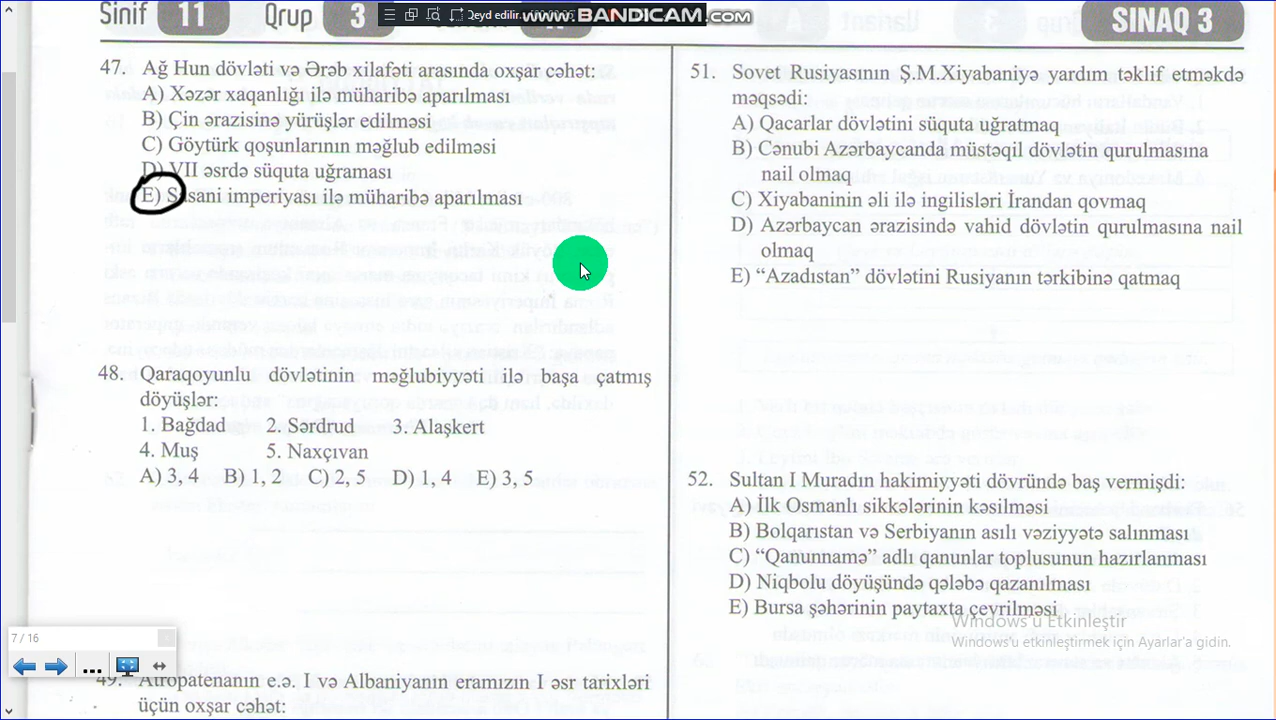 Sinif 11 Qrup 3
Qeyd edilir...
www.BANDICAM.com
SINAQ 3
47. Ağ Hun dövləti və Ərəb xilafəti arasında oxşar cəhət:
A) Xəzər xaqanlığı ilə müharibə aparılması
B) Çin ərazisinə yürüşlər edilməsi
C) Göytürk qoşunlarının məğlub edilməsi
D) VII əsrdə süquta uğraması
E) Sasani imperiyası ilə müharibə aparılması
48. Qaraqoyunlu dövlətinin məğlubiyyəti ilə başa çatmış
döyüşlər:
1. Bağdad 2. Sərdrud 3. Alaşkert
4. Muş 5. Naxçıvan
A) 3, 4 B) 1, 2 C) 2, 5 D) 1, 4 E) 3, 5
49. Atropatenanın e.ə. I və Albaniyanın eramızın I əsr tarixləri
üçün oxşar cəhət:
51. Sovet Rusiyasının Ş.M.Xiyabaniyə yardım təklif etməkdə
məqsədi:
A) Qacarlar dövlətini süquta uğratmaq
B) Cənubi Azərbaycanda müstəqil dövlətin qurulmasına
nail olmaq
C) Xiyabaninin əli ilə ingilisləri İrandan qovmaq
D) Azərbaycan ərazisində vahid dövlətin qurulmasına nail
olmaq
E) “Azadıstan” dövlətini Rusiyanın tərkibinə qatmaq
52. Sultan I Muradın hakimiyyəti dövründə baş vermişdi:
A) İlk Osmanlı sikkələrinin kəsilməsi
B) Bolqarıstan və Serbiyanın asılı vəziyyətə salınması
C) “Qanunnamə” adlı qanunlar toplusunun hazırlanması
D) Niqbolu döyüşündə qələbə qazanılması
E) Bursa şəhərinin paytaxta çevrilməsi
Windows'u Etkinleştir
Windows'u etkinleştirmek için Ayarlar'a gidin.
7 / 16